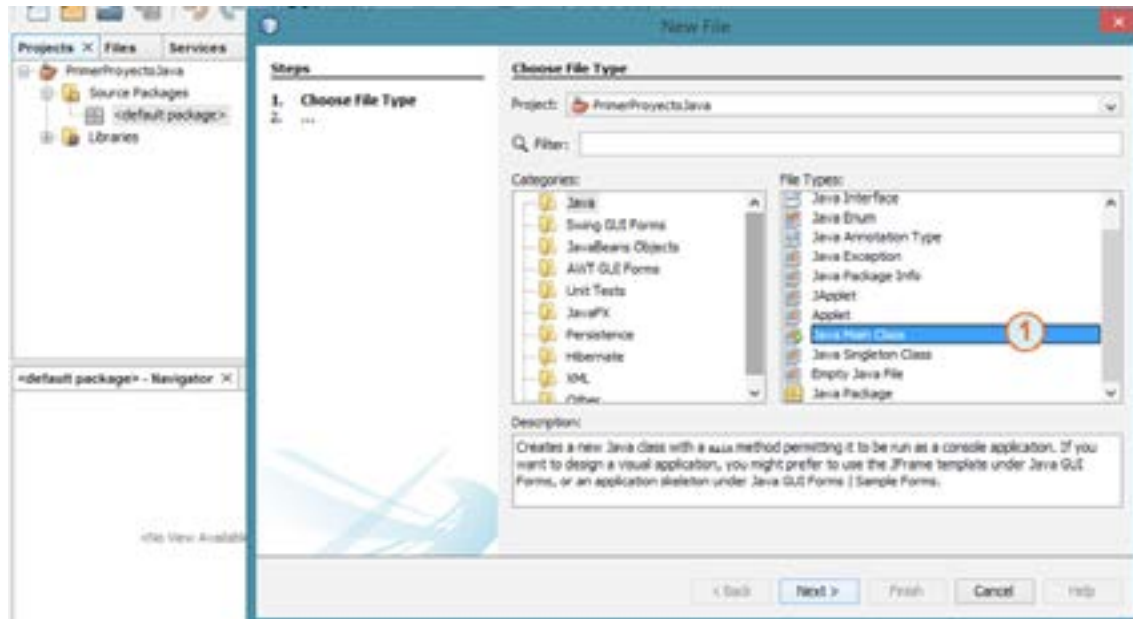 New File
Projects
Files
Services
PrimerProyectoJava
Source Packages
<default package>
Libraries
<default package> - Navigator
<No View Available
Steps
1. Choose File Type
2. ...
Choose File Type
Project: PrimerProyectoJava
Filter:
Categories:
Java
Swing GUI Forms
JavaBeans Objects
AWT GUI Forms
Unit Tests
JavaFX
Persistence
Hibernate
XML
Other
File Types:
Java Interface
Java Enum
Java Annotation Type
Java Exception
Java Package Info
JApplet
Applet
Java Main Class
1
Java Singleton Class
Empty Java File
Java Package
Description:
Creates a new Java class with a main method permitting it to be run as a console application. If you
want to design a visual application, you might prefer to use the JFrame template under Java GUI
Forms, or an application skeleton under Java GUI Forms | Sample Forms.
< Back
Next >
Finish
Cancel
Help